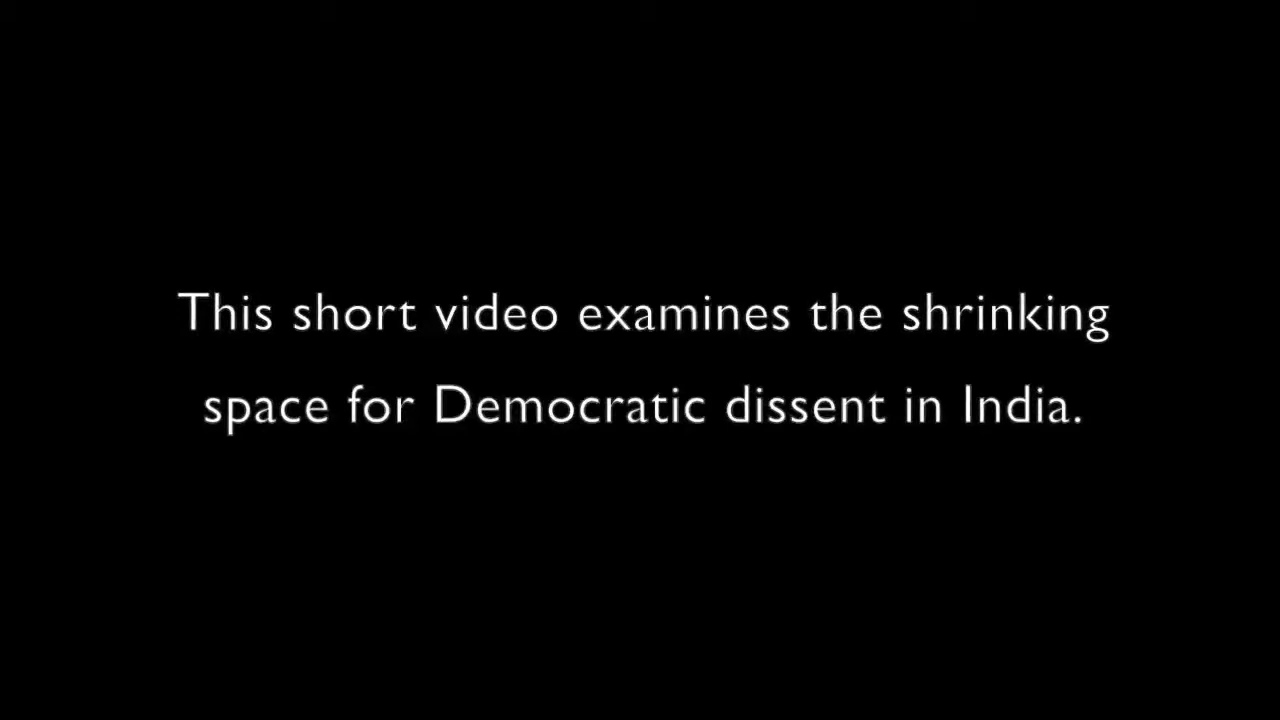 This short video examines the shrinking
space for Democratic dissent in India.